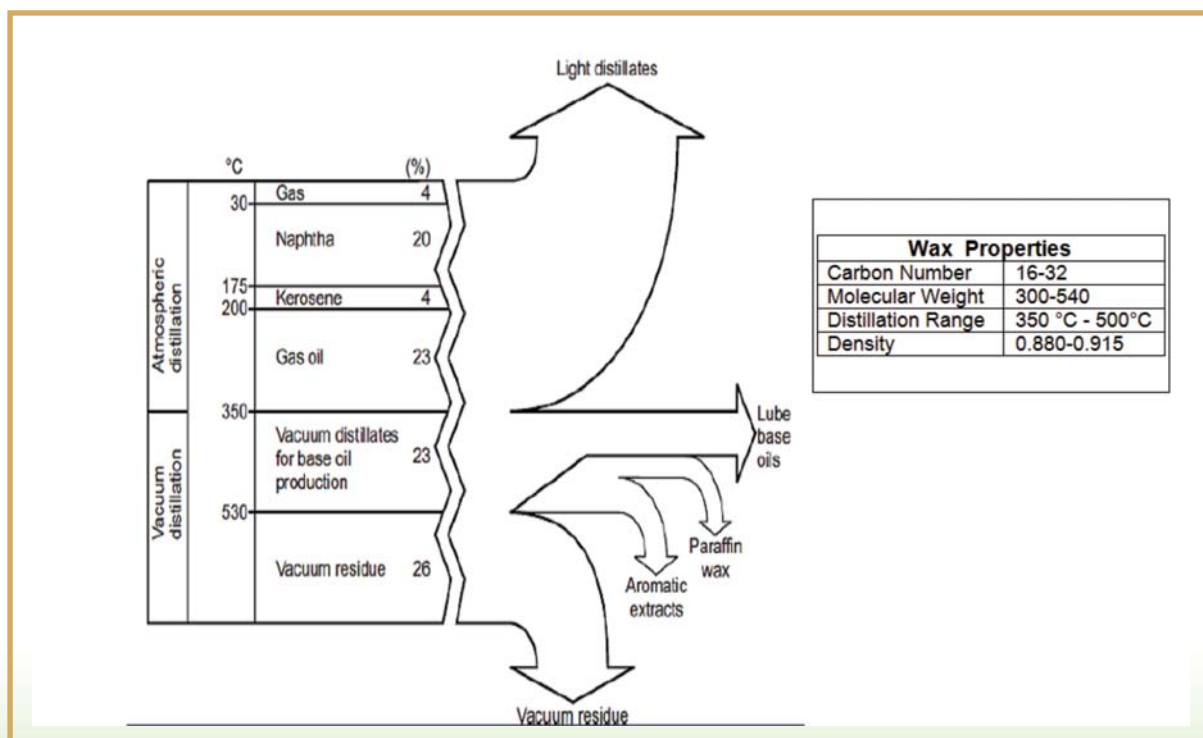 Light distillates
°C (%)
Gas 4
30
Naphtha 20
175
Kerosene 4
200
Gas oil 23
350
Vacuum distillates
for base oil 23
production
530
Vacuum residue 26
Atmospheric
distillation
Vacuum
distillation
Lube
base
oils
Paraffin
wax
Aromatic
extracts
Vacuum residue
Wax Properties
Carbon Number 16-32
Molecular Weight 300-540
Distillation Range 350 °C - 500°C
Density 0.880-0.915